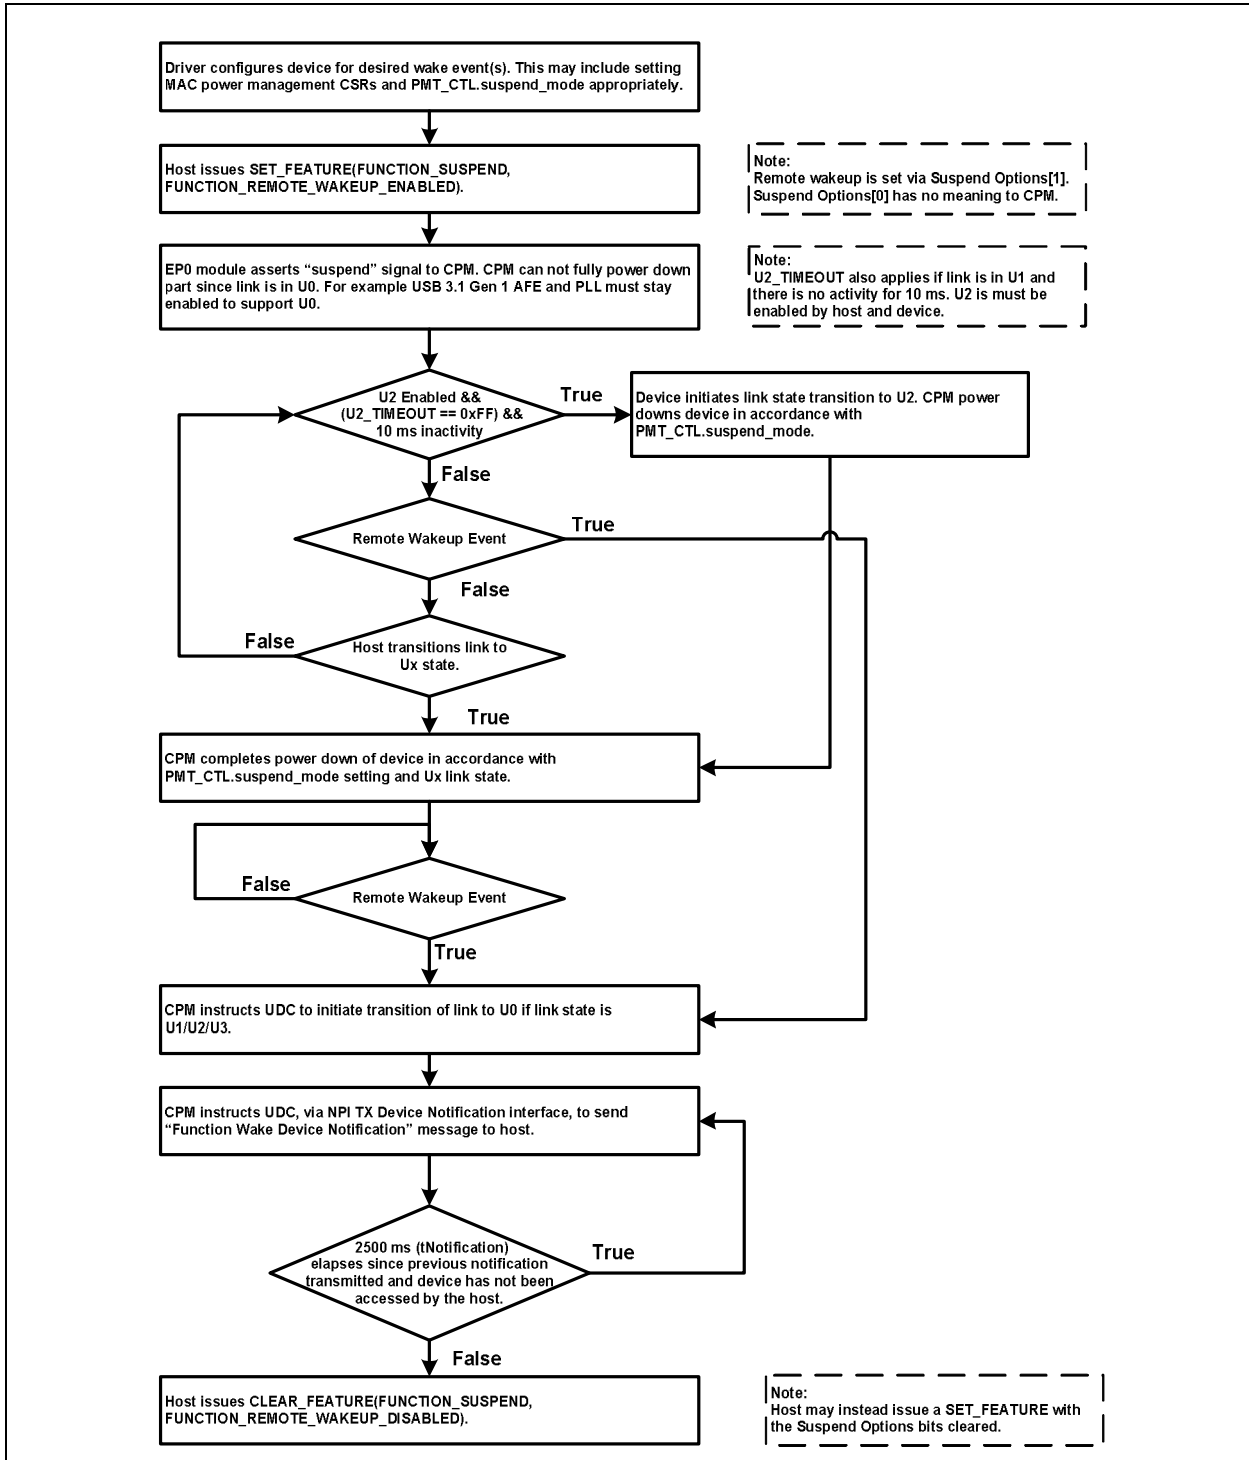 Driver configures device for desired wake event(s). This may include setting
MAC power management CSRs and PMT_CTL.suspend_mode appropriately.
Host issues SET_FEATURE(FUNCTION_SUSPEND,
FUNCTION_REMOTE_WAKEUP_ENABLED).
Note:
Remote wakeup is set via Suspend Options[1].
Suspend Options[0] has no meaning to CPM.
EP0 module asserts “suspend” signal to CPM. CPM can not fully power down
part since link is in U0. For example USB 3.1 Gen 1 AFE and PLL must stay
enabled to support U0.
Note:
U2_TIMEOUT also applies if link is in U1 and
there is no activity for 10 ms. U2 is must be
enabled by host and device.
U2 Enabled &&
(U2_TIMEOUT == 0xFF) &&
10 ms inactivity
True
Device initiates link state transition to U2. CPM power
downs device in accordance with
PMT_CTL.suspend_mode.
False
Remote Wakeup Event
True
False
Host transitions link to
Ux state.
False
True
CPM completes power down of device in accordance with
PMT_CTL.suspend_mode setting and Ux link state.
Remote Wakeup Event
False
True
CPM instructs UDC to initiate transition of link to U0 if link state is
U1/U2/U3.
CPM instructs UDC, via NPI TX Device Notification interface, to send
“Function Wake Device Notification” message to host.
2500 ms (tNotification)
elapses since previous notification
transmitted and device has not been
accessed by the host.
True
False
Host issues CLEAR_FEATURE(FUNCTION_SUSPEND,
FUNCTION_REMOTE_WAKEUP_DISABLED).
Note:
Host may instead issue a SET_FEATURE with
the Suspend Options bits cleared.